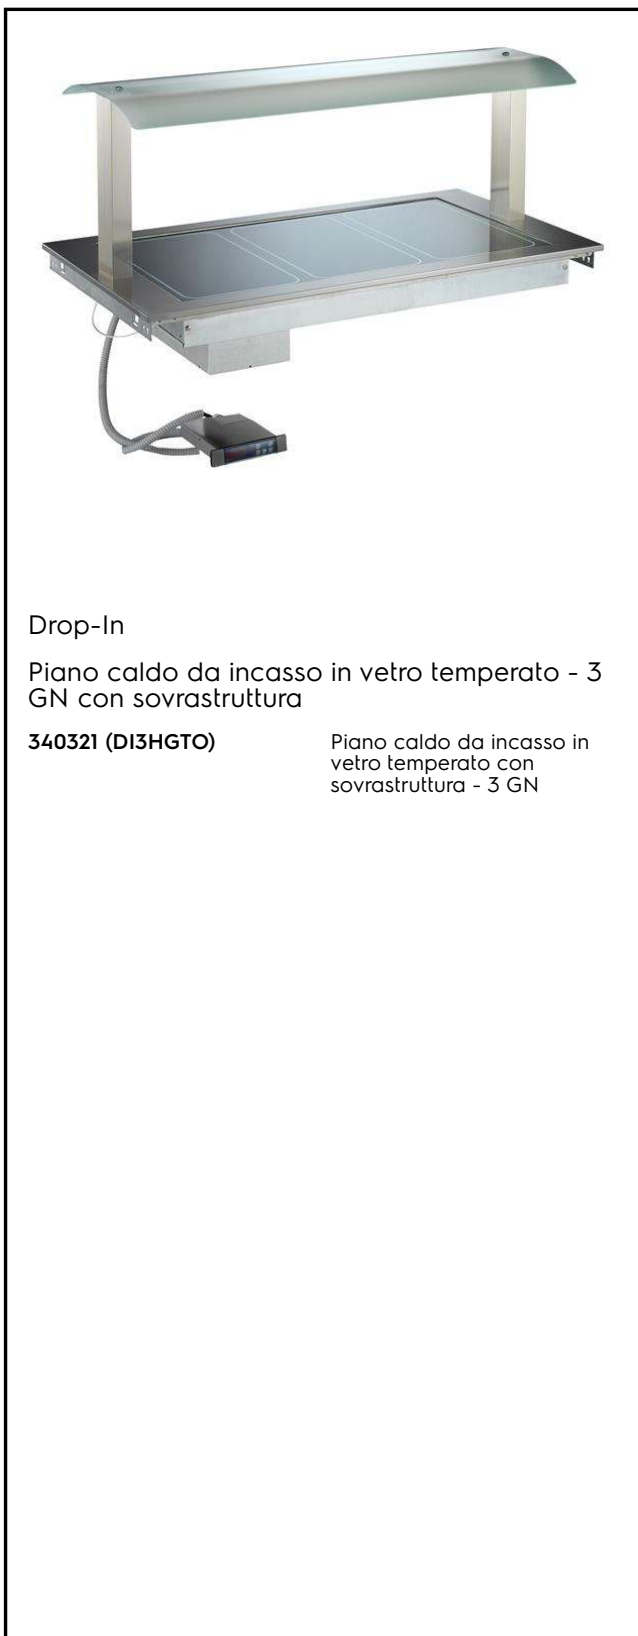 Drop-In
Piano caldo da incasso in vetro temperato - 3
GN con sovrastruttura
340321 (DI3HGTO)
Piano caldo da incasso in
vetro temperato con
sovrastruttura - 3 GN